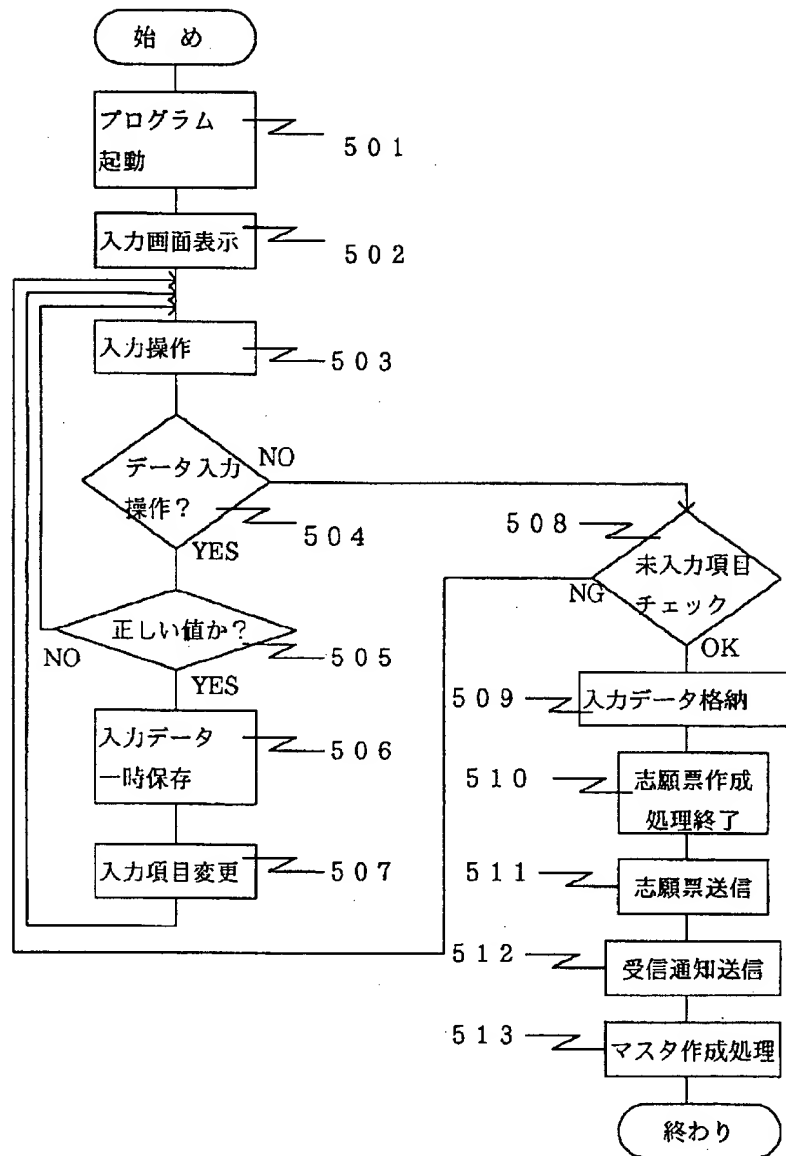 始 め
プログラム
起動
501
入力画面表示
502
入力操作
503
データ入力
操作?
NO
504
YES
正しい値か?
NO
505
YES
入力データ
一時保存
506
入力項目変更
507
508
未入力項目
チェック
NG
OK
509
入力データ格納
510
志願票作成
処理終了
511
志願票送信
512
受信通知送信
513
マスタ作成処理
終わり